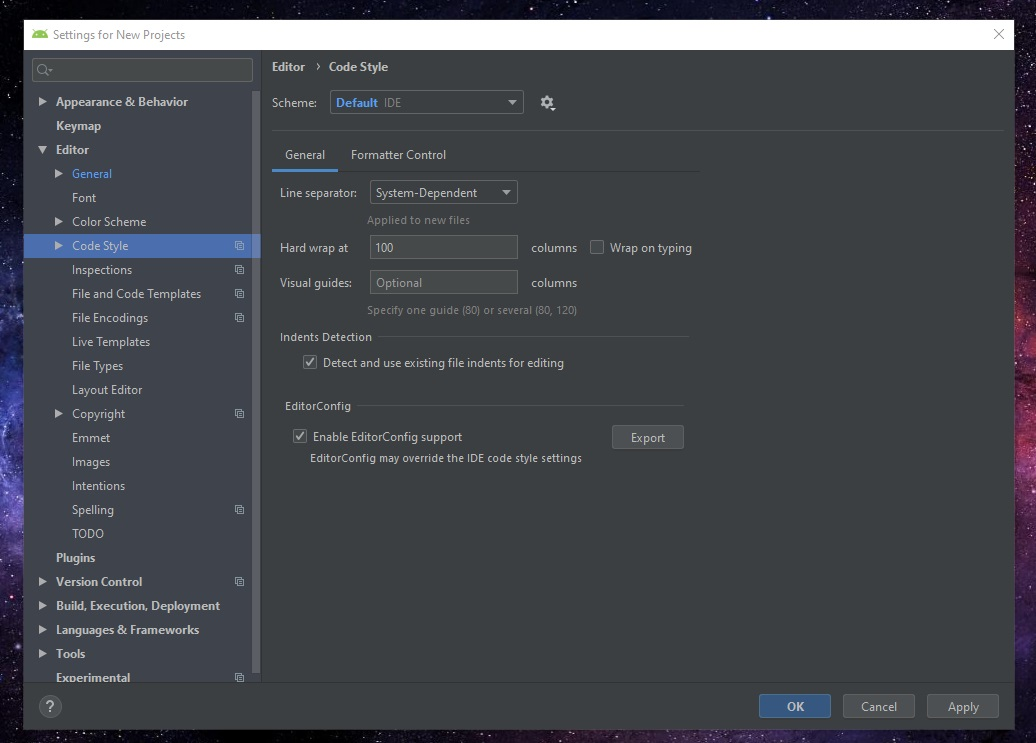 Settings for New Projects
Appearance & Behavior
Keymap
Editor
General
Font
Color Scheme
Code Style
Inspections
File and Code Templates
File Encodings
Live Templates
File Types
Layout Editor
Copyright
Emmet
Images
Intentions
Spelling
TODO
Plugins
Version Control
Build, Execution, Deployment
Languages & Frameworks
Tools
Experimental
Editor › Code Style
Scheme: Default IDE
General Formatter Control
Line separator: System-Dependent
Applied to new files
Hard wrap at 100 columns Wrap on typing
Visual guides: Optional columns
Specify one guide (80) or several (80, 120)
Indents Detection
Detect and use existing file indents for editing
EditorConfig
Enable EditorConfig support Export
EditorConfig may override the IDE code style settings
? OK Cancel Apply